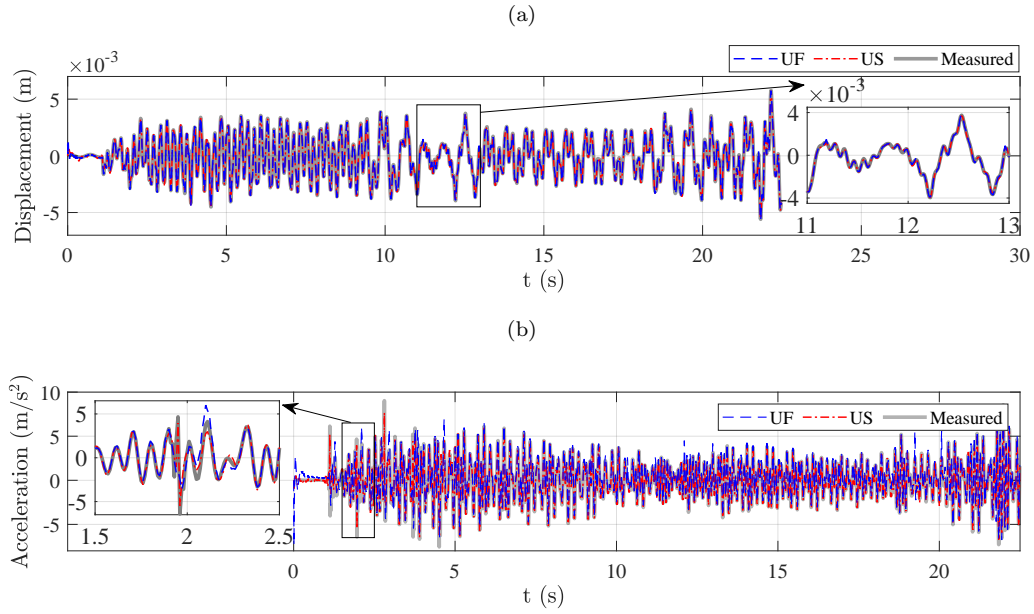 (a)
UF US Measured
×10⁻³
Displacement (m)
5
0
-5
×10⁻³
4
0
-4
11 12 13
0 5 10 15 20 25 30
t (s)
(b)
Acceleration (m/s²)
10
5
0
-5
UF US Measured
5
0
-5
1.5 2 2.5
0 5 10 15 20
t (s)